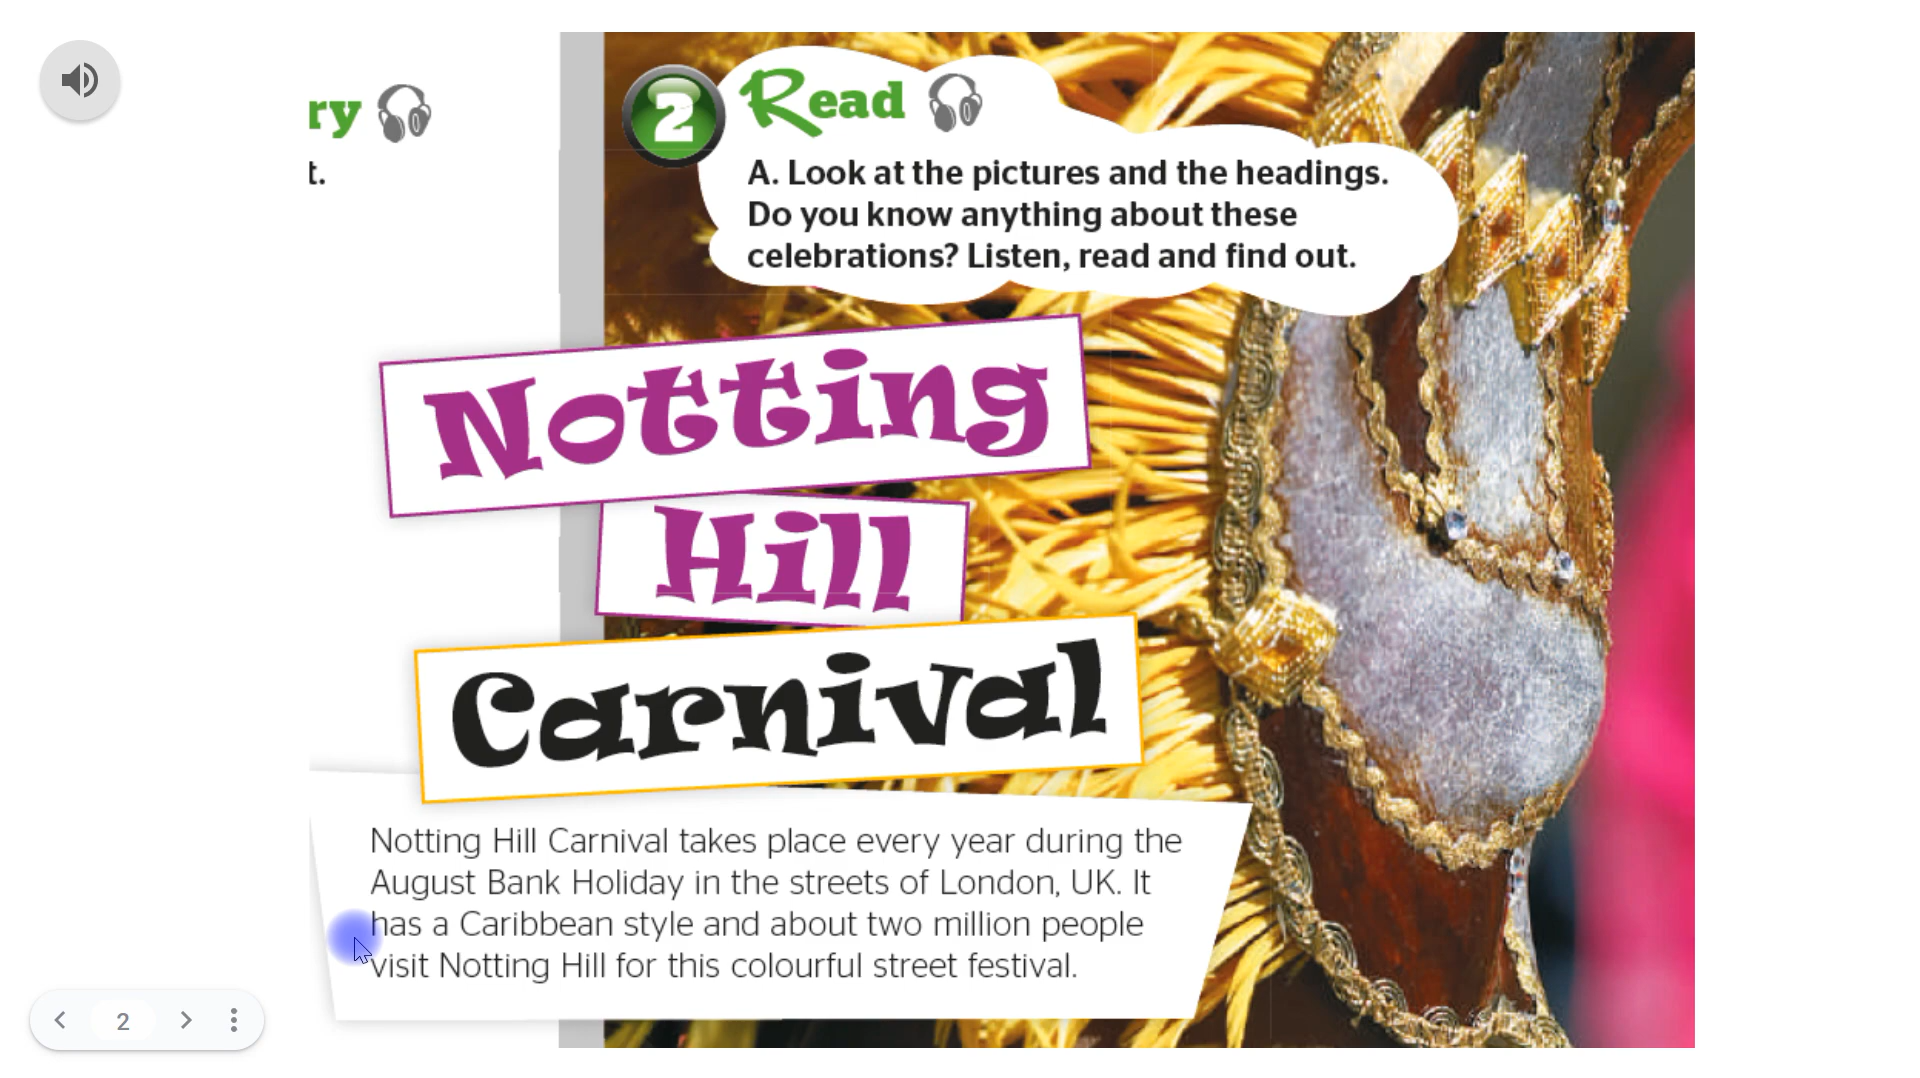 ry
t.
2 Read
A. Look at the pictures and the headings.
Do you know anything about these
celebrations? Listen, read and find out.
Notting
Hill
Carnival
Notting Hill Carnival takes place every year during the
August Bank Holiday in the streets of London, UK. It
has a Caribbean style and about two million people
visit Notting Hill for this colourful street festival.
2